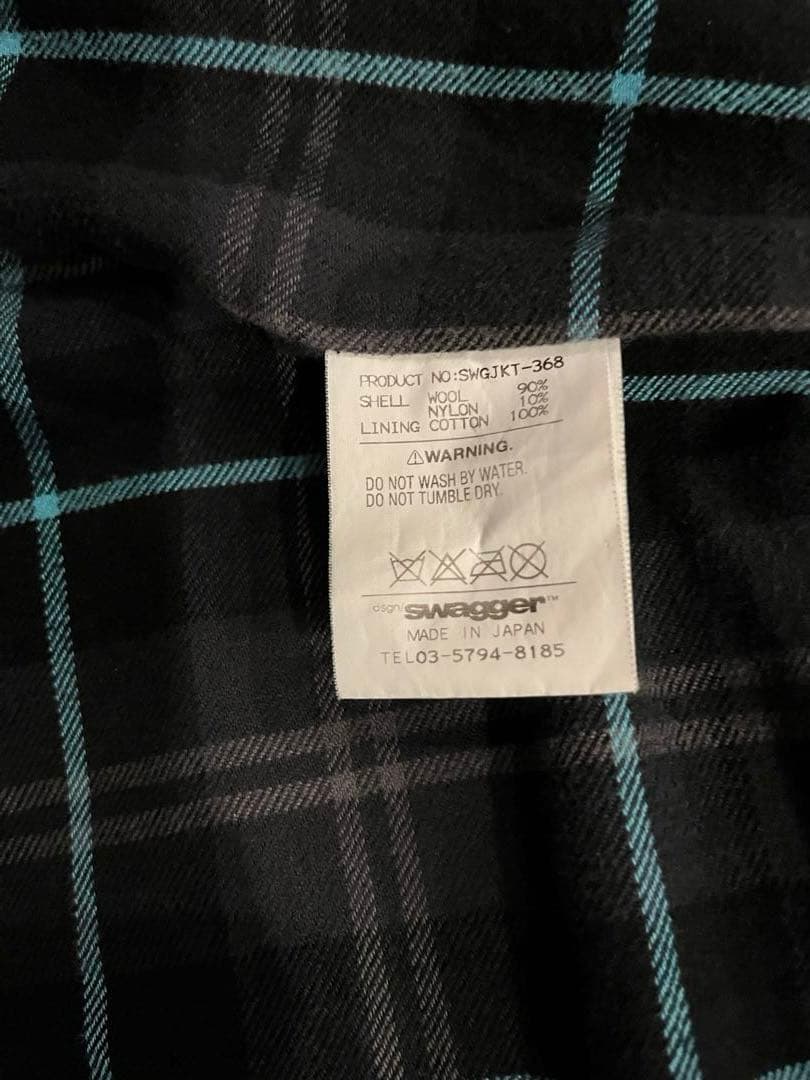 PRODUCT NO:SWGJKT-368
SHELL WOOL 90%
NYLON 10%
LINING COTTON 100%
⚠WARNING.
DO NOT WASH BY WATER.
DO NOT TUMBLE DRY.
dsgn/swagger™
MADE IN JAPAN
TEL03-5794-8185